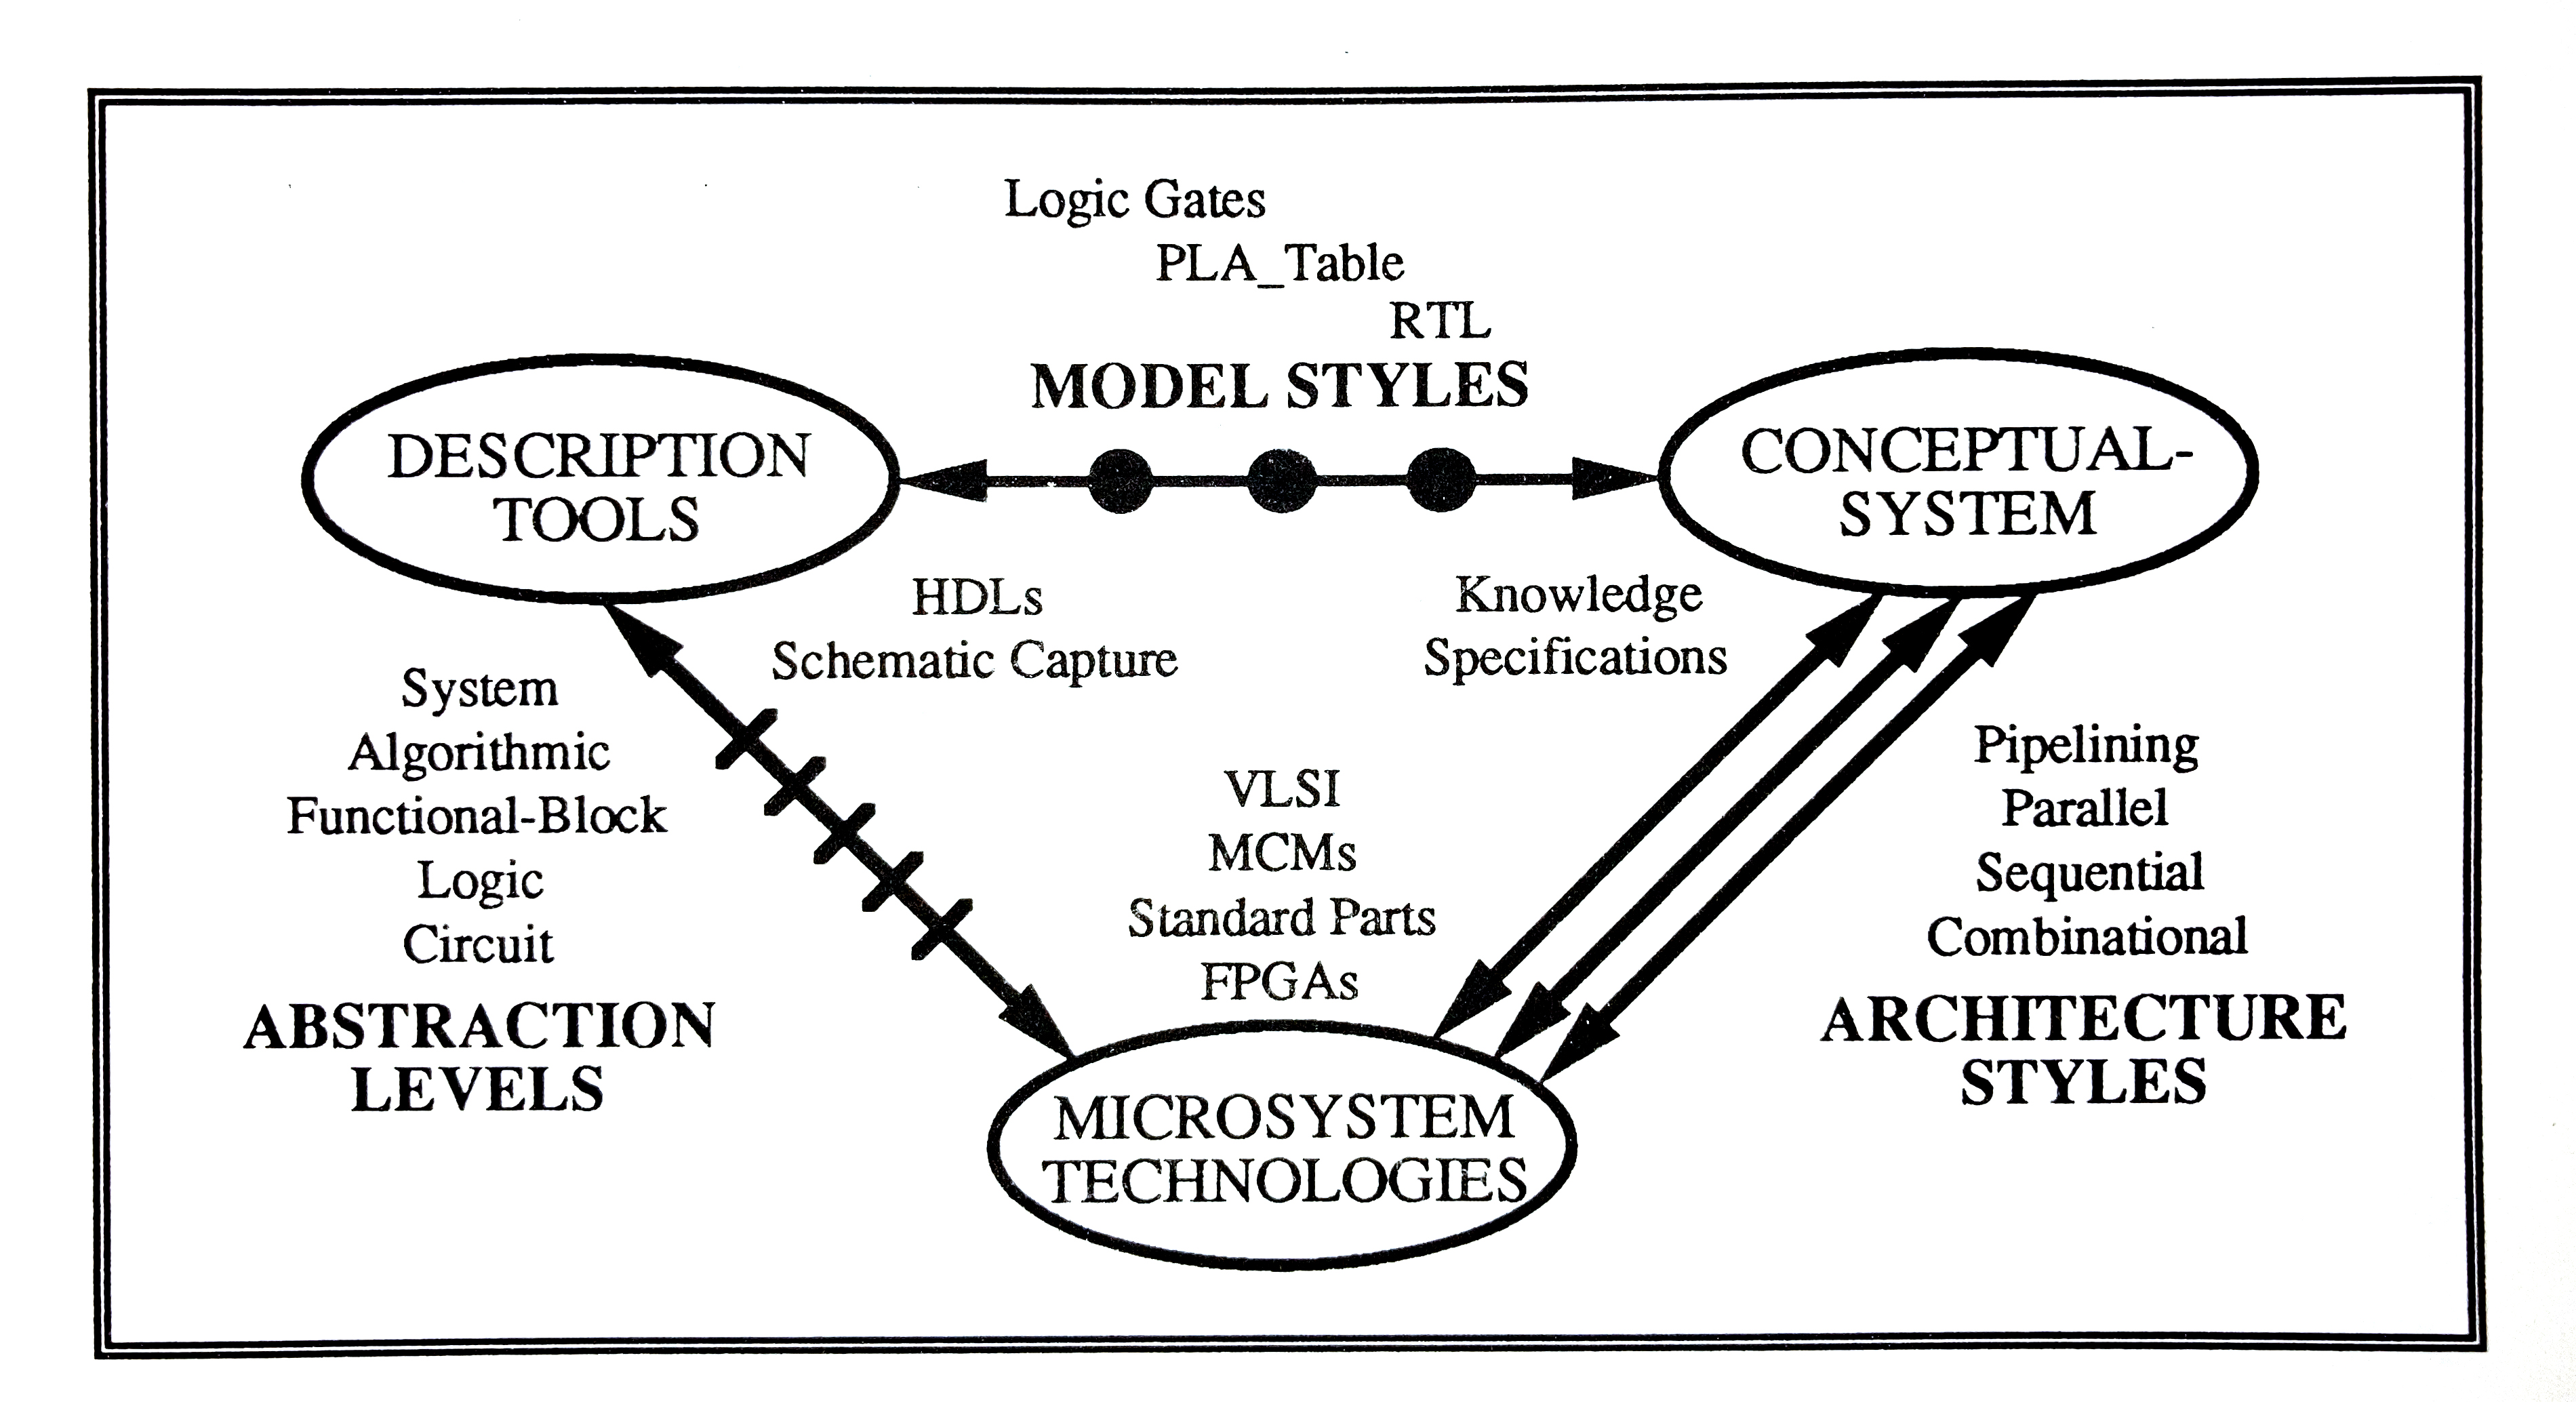 Logic Gates
PLA_Table
RTL
MODEL STYLES
DESCRIPTION
TOOLS
CONCEPTUAL-
SYSTEM
HDLs
Schematic Capture
Knowledge
Specifications
System
Algorithmic
Functional-Block
Logic
Circuit
ABSTRACTION
LEVELS
VLSI
MCMs
Standard Parts
FPGAs
Pipelining
Parallel
Sequential
Combinational
ARCHITECTURE
STYLES
MICROSYSTEM
TECHNOLOGIES